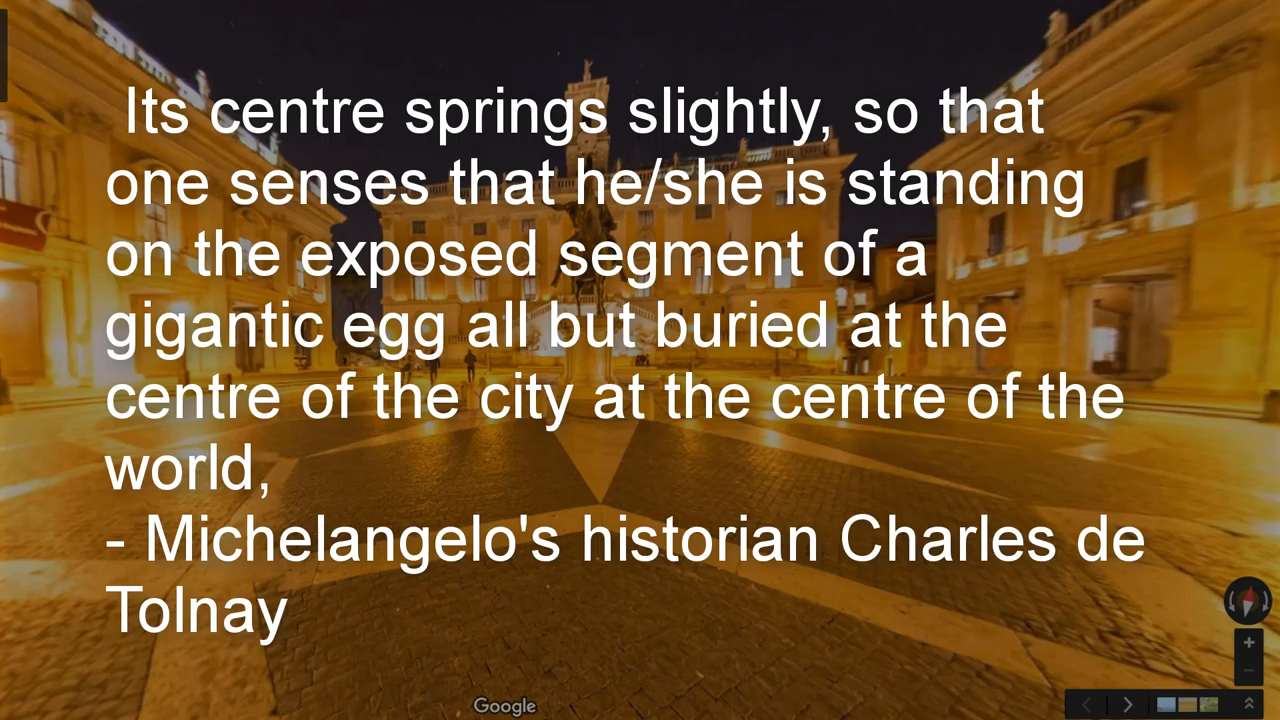 Its centre springs slightly, so that
one senses that he/she is standing
on the exposed segment of a
gigantic egg all but buried at the
centre of the city at the centre of the
world,
- Michelangelo's historian Charles de
Tolnay
Google